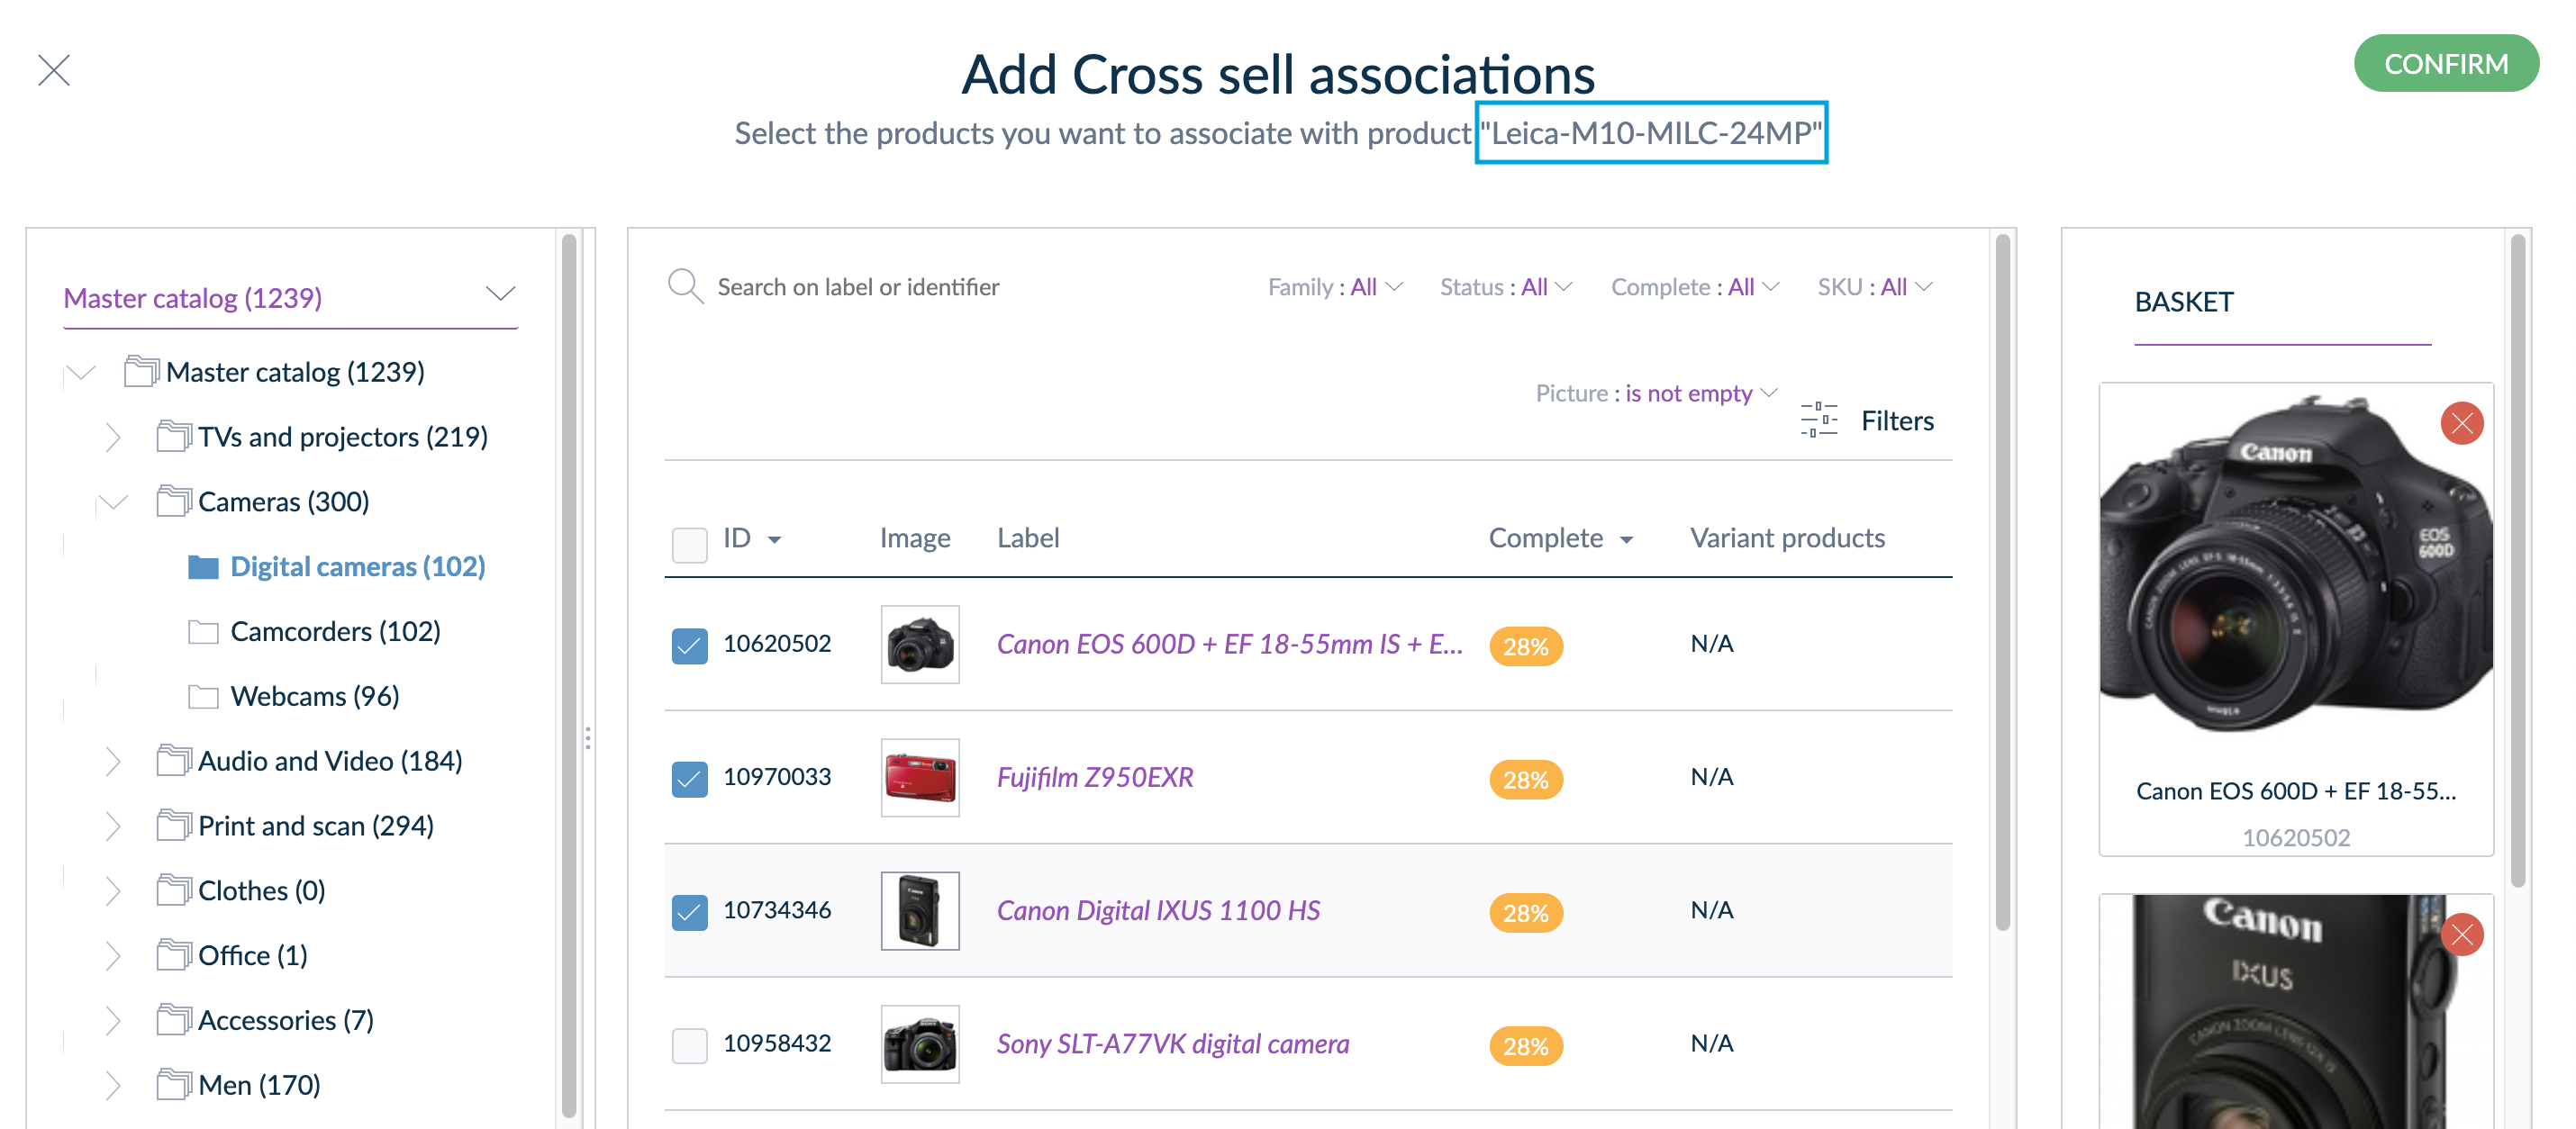 Add Cross sell associations
CONFIRM
Select the products you want to associate with product "Leica-M10-MILC-24MP"
Master catalog (1239)
Master catalog (1239)
TVs and projectors (219)
Cameras (300)
Digital cameras (102)
Camcorders (102)
Webcams (96)
Audio and Video (184)
Print and scan (294)
Clothes (0)
Office (1)
Accessories (7)
Men (170)
Search on label or identifier
Family : All
Status : All
Complete : All
SKU : All
Picture : is not empty
Filters
ID Image Label Complete Variant products
10620502 Canon EOS 600D + EF 18-55mm IS + E... 28% N/A
10970033 Fujifilm Z950EXR 28% N/A
10734346 Canon Digital IXUS 1100 HS 28% N/A
10958432 Sony SLT-A77VK digital camera 28% N/A
BASKET
Canon
EOS
600D
Canon EOS 600D + EF 18-55...
10620502
Canon
IXUS